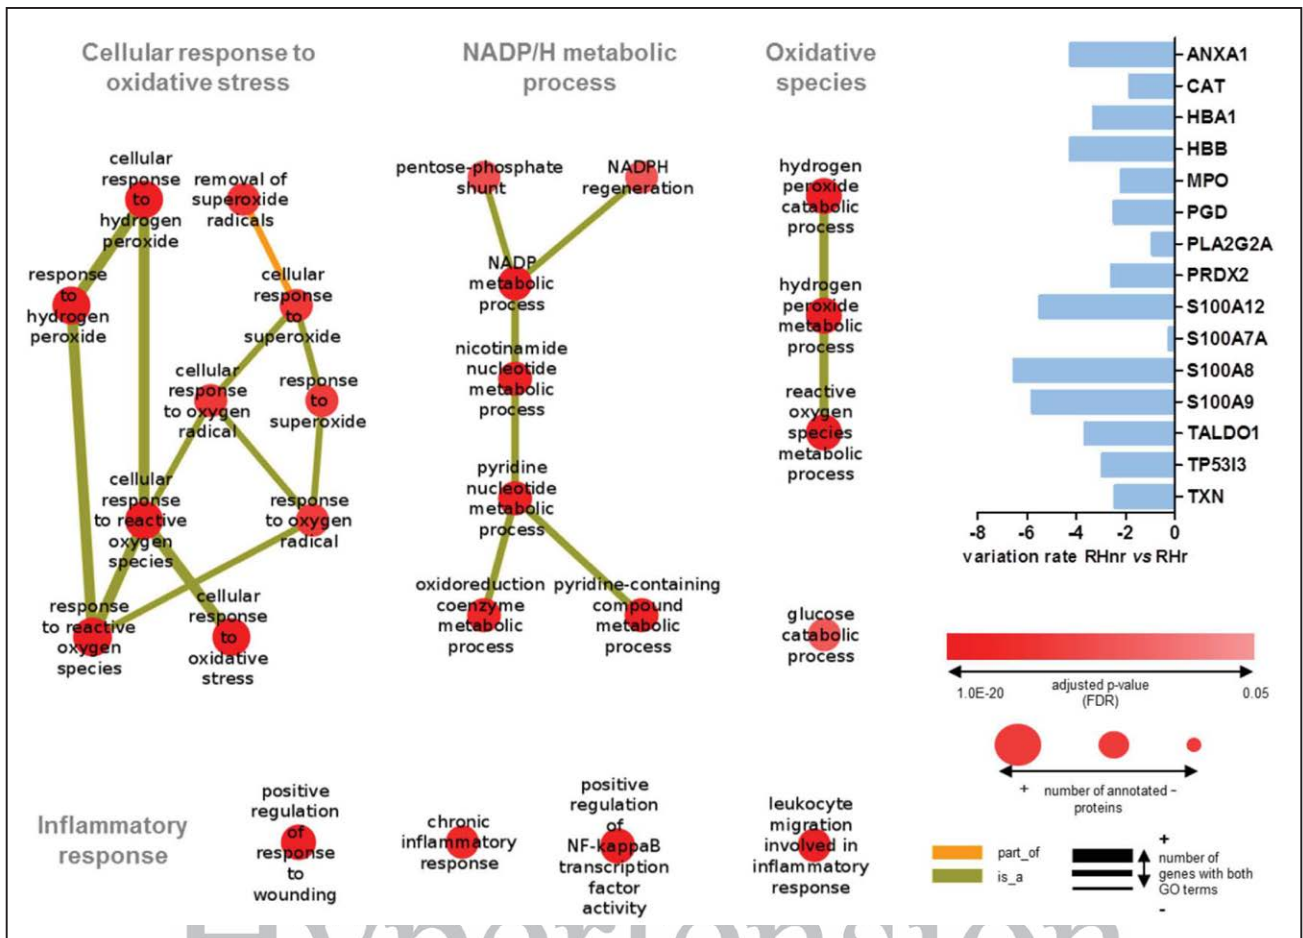 Cellular response to
oxidative stress
NADP/H metabolic
process
Oxidative
species
cellular
response
to
hydrogen
peroxide
removal of
superoxide
radicals
response
to
hydrogen
peroxide
cellular
response
to
superoxide
cellular
response
to oxygen
radical
response
to
superoxide
cellular
response
to reactive
oxygen
species
response
to oxygen
radical
response
to reactive
oxygen
species
cellular
response
to
oxidative
stress
pentose-phosphate
shunt
NADPH
regeneration
NADP
metabolic
process
nicotinamide
nucleotide
metabolic
process
pyridine
nucleotide
metabolic
process
oxidoreduction
coenzyme
metabolic
process
pyridine-containing
compound
metabolic
process
hydrogen
peroxide
catabolic
process
hydrogen
peroxide
metabolic
process
reactive
oxygen
species
metabolic
process
glucose
catabolic
process
ANXA1
CAT
HBA1
HBB
MPO
PGD
PLA2G2A
PRDX2
S100A12
S100A7A
S100A8
S100A9
TALDO1
TP53I3
TXN
-8 -6 -4 -2 0
variation rate RHnr vs RHr
1.0E-20 adjusted p-value 0.05
(FDR)
+ number of annotated -
proteins
part_of
is_a
+
number of
genes with both
GO terms
-
Inflammatory
response
positive
regulation
of
response
to
wounding
chronic
inflammatory
response
positive
regulation
of
NF-kappaB
transcription
factor
activity
leukocyte
migration
involved in
inflammatory
response
Hypertension